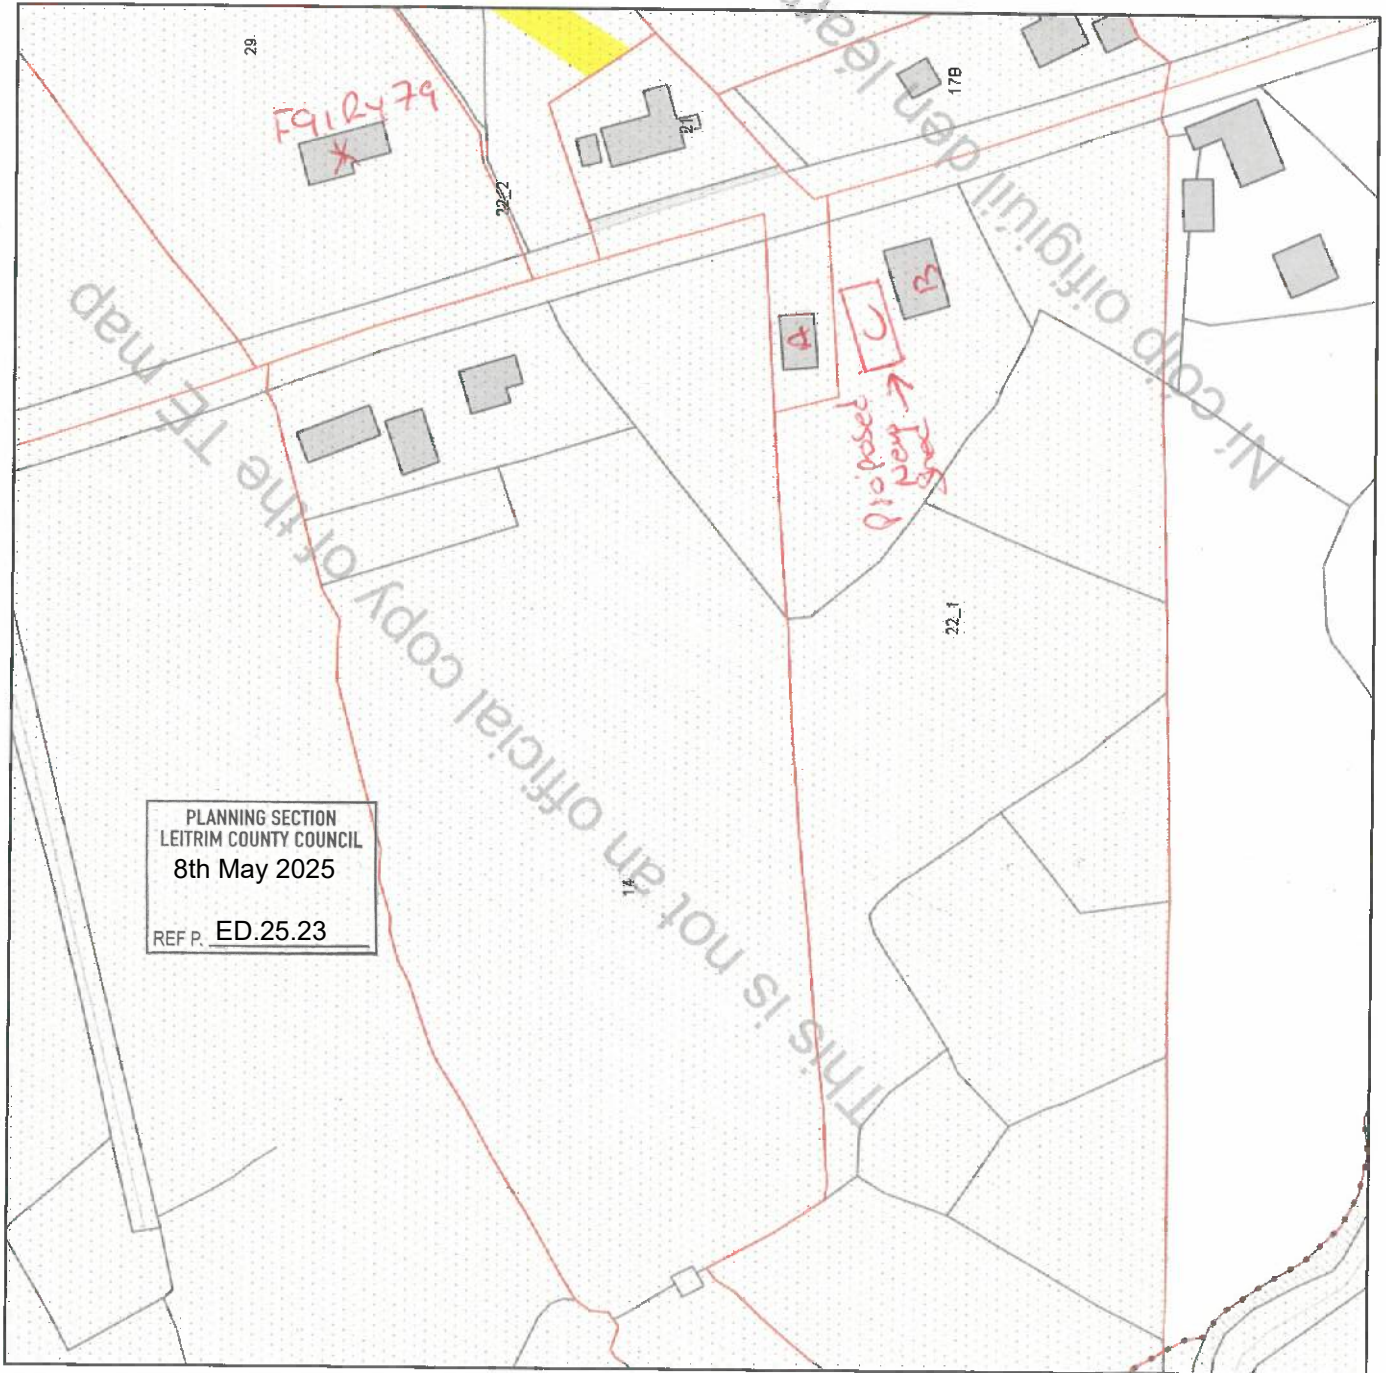 29
F91RY79
22_2
21
17B
A
C
B
Proposed
New
Shed
22_1
14
PLANNING SECTION
LEITRIM COUNTY COUNCIL
8th May 2025
REF P. ED.25.23
This is not an official copy of the TE map
Ní cóip oifigiúil den léar